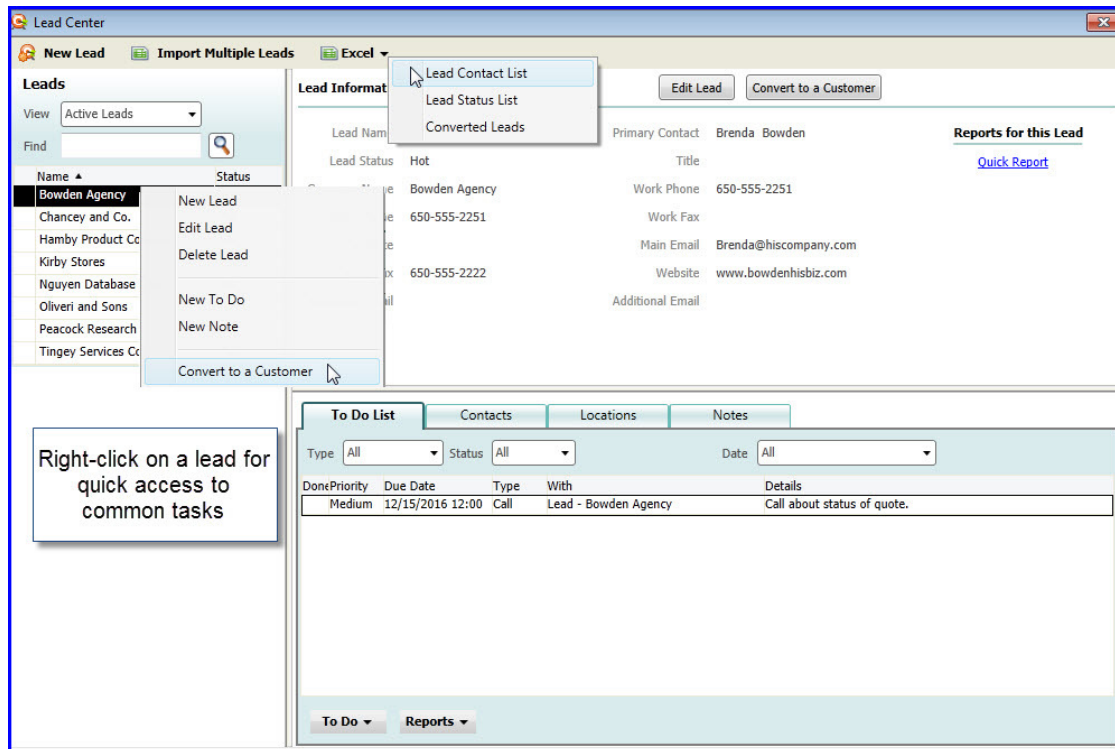 Lead Center
New Lead Import Multiple Leads Excel
Lead Contact List
Lead Status List
Converted Leads
Leads
View Active Leads
Find
Name Status
Bowden Agency
Chancey and Co.
Hamby Product Co
Kirby Stores
Nguyen Database
Oliveri and Sons
Peacock Research
Tingey Services Co
New Lead
Edit Lead
Delete Lead
New To Do
New Note
Convert to a Customer
Right-click on a lead for
quick access to
common tasks
Lead Informat Edit Lead Convert to a Customer
Lead Nam Primary Contact Brenda Bowden
Lead Status Hot Title
Bowden Agency Work Phone 650-555-2251
650-555-2251 Work Fax
Main Email Brenda@hiscompany.com
650-555-2222 Website www.bowdenhisbiz.com
Additional Email
Reports for this Lead
Quick Report
To Do List Contacts Locations Notes
Type All Status All Date All
Done Priority Due Date Type With Details
Medium 12/15/2016 12:00 Call Lead - Bowden Agency Call about status of quote.
To Do Reports